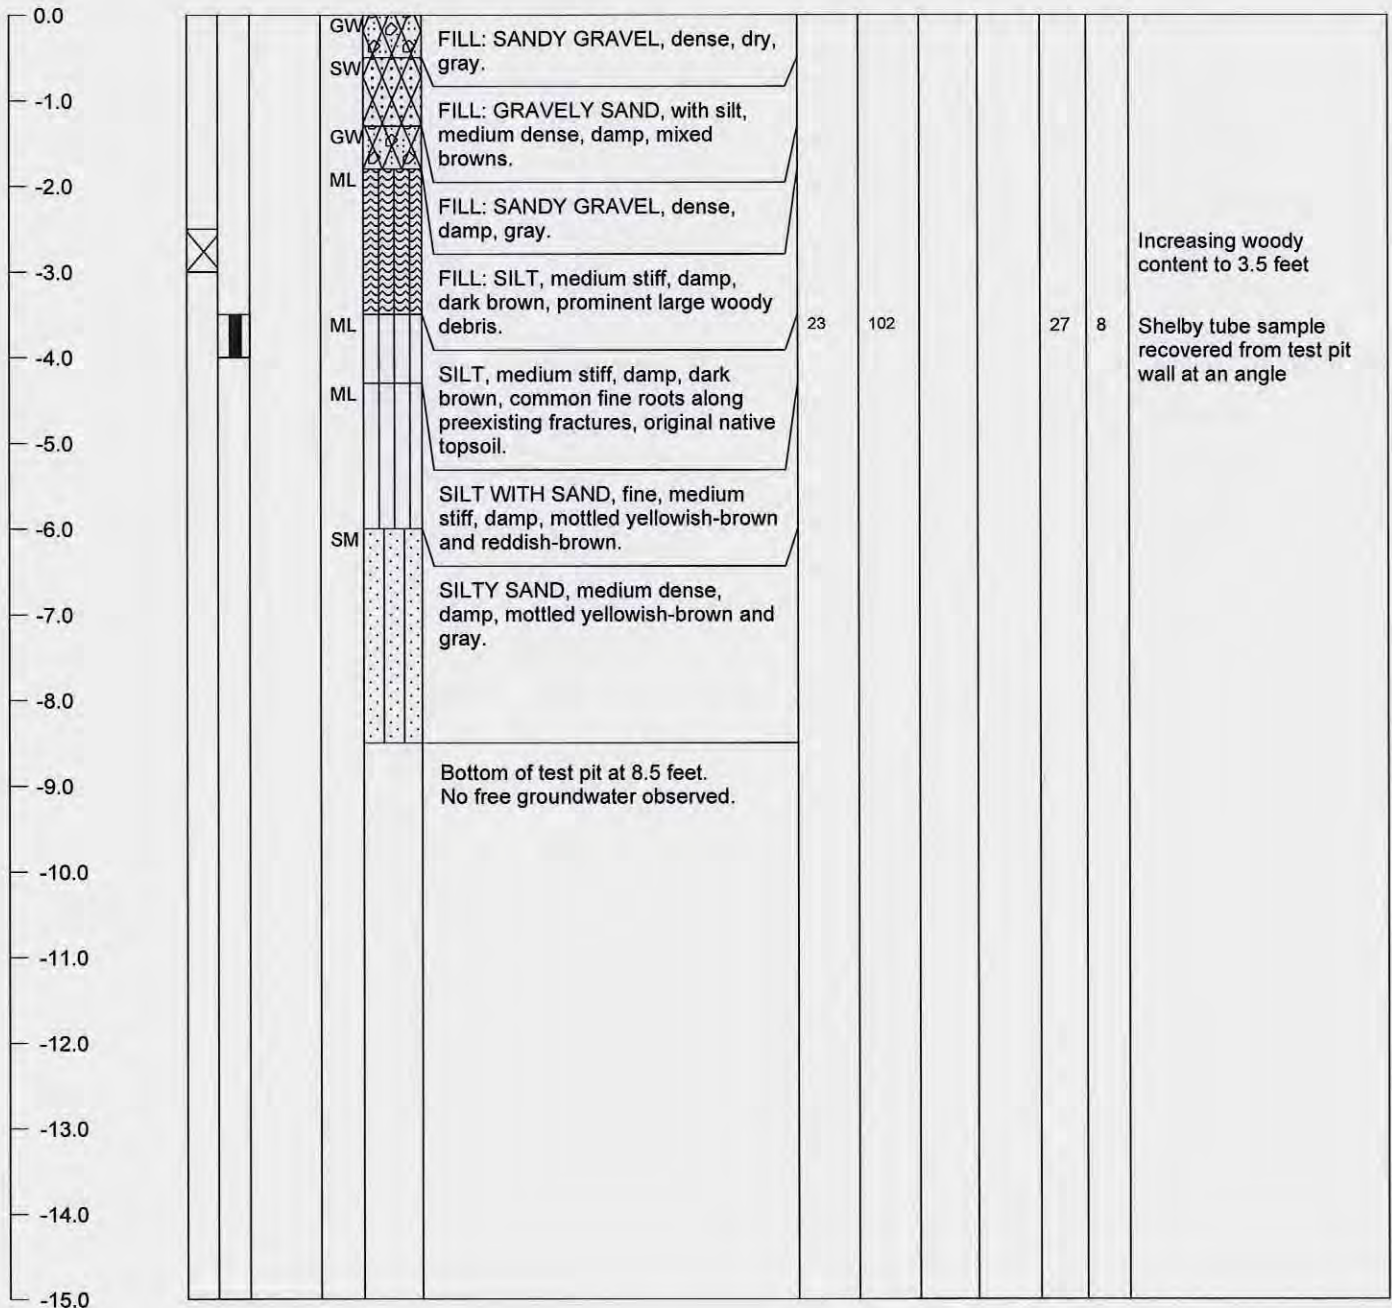 0.0
GW
FILL: SANDY GRAVEL, dense, dry,
gray.
SW
-1.0
FILL: GRAVELY SAND, with silt,
medium dense, damp, mixed
browns.
GW
ML
-2.0
FILL: SANDY GRAVEL, dense,
damp, gray.
Increasing woody
content to 3.5 feet
-3.0
FILL: SILT, medium stiff, damp,
dark brown, prominent large woody
debris.
ML
23 102 27 8
Shelby tube sample
recovered from test pit
wall at an angle
-4.0
SILT, medium stiff, damp, dark
brown, common fine roots along
preexisting fractures, original native
topsoil.
ML
-5.0
SILT WITH SAND, fine, medium
stiff, damp, mottled yellowish-brown
and reddish-brown.
-6.0
SM
SILTY SAND, medium dense,
damp, mottled yellowish-brown and
gray.
-7.0
-8.0
Bottom of test pit at 8.5 feet.
No free groundwater observed.
-9.0
-10.0
-11.0
-12.0
-13.0
-14.0
-15.0